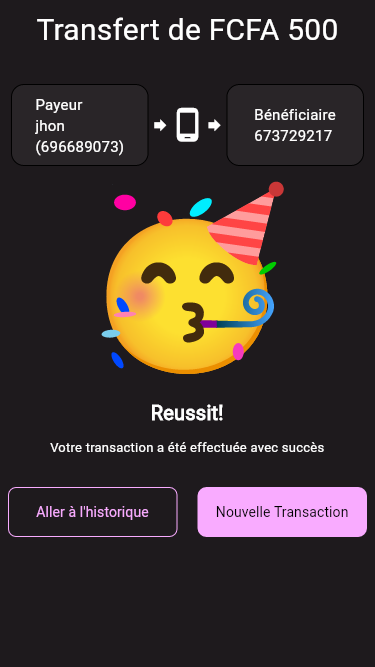 Transfert de FCFA 500
Payeur
jhon
(696689073)
Bénéficiaire
673729217
Reussit!
Votre transaction a été effectuée avec succès
Aller à l'historique
Nouvelle Transaction